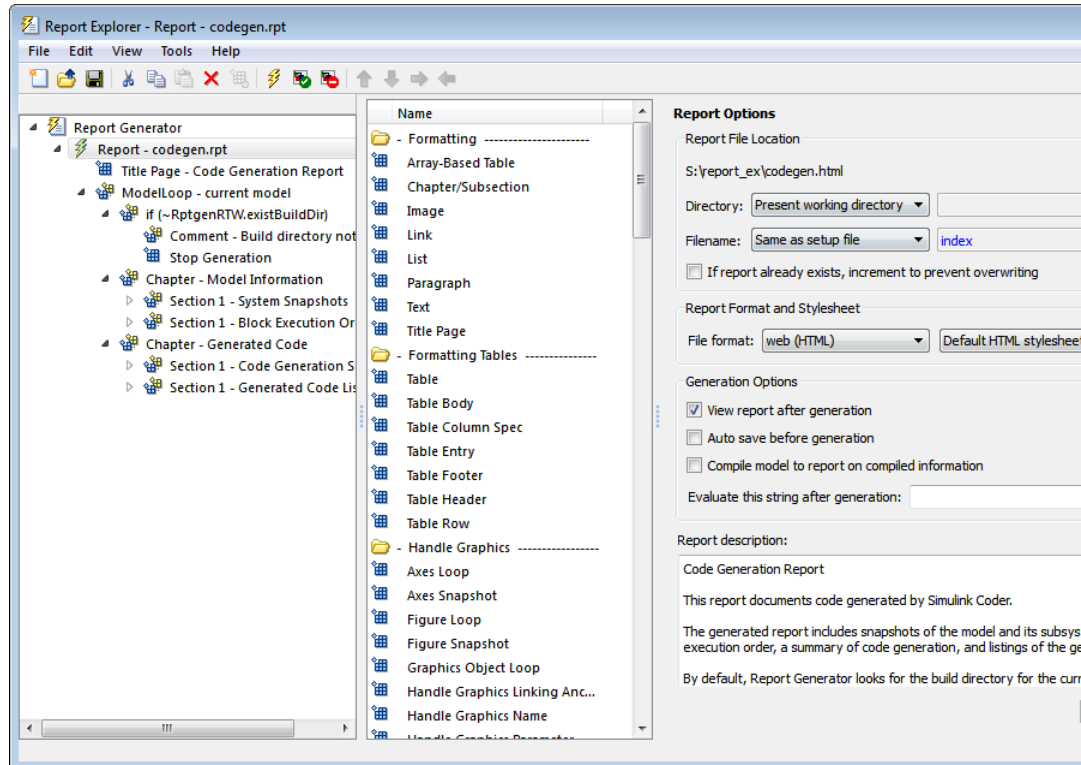 Report Explorer - Report - codegen.rpt
File Edit View Tools Help
Report Generator
Report - codegen.rpt
Title Page - Code Generation Report
ModelLoop - current model
if (~RptgenRTW.existBuildDir)
Comment - Build directory not
Stop Generation
Chapter - Model Information
Section 1 - System Snapshots
Section 1 - Block Execution Or
Chapter - Generated Code
Section 1 - Code Generation S
Section 1 - Generated Code Lis
Name
- Formatting ----------------------
Array-Based Table
Chapter/Subsection
Image
Link
List
Paragraph
Text
Title Page
- Formatting Tables ---------------
Table
Table Body
Table Column Spec
Table Entry
Table Footer
Table Header
Table Row
- Handle Graphics -----------------
Axes Loop
Axes Snapshot
Figure Loop
Figure Snapshot
Graphics Object Loop
Handle Graphics Linking Anc...
Handle Graphics Name
Handle Graphics Parameter
Report Options
Report File Location
S:\report_ex\codegen.html
Directory: Present working directory
Filename: Same as setup file index
If report already exists, increment to prevent overwriting
Report Format and Stylesheet
File format: web (HTML) Default HTML stylesheet
Generation Options
View report after generation
Auto save before generation
Compile model to report on compiled information
Evaluate this string after generation:
Report description:
Code Generation Report
This report documents code generated by Simulink Coder.
The generated report includes snapshots of the model and its subsys
execution order, a summary of code generation, and listings of the ge
By default, Report Generator looks for the build directory for the curr